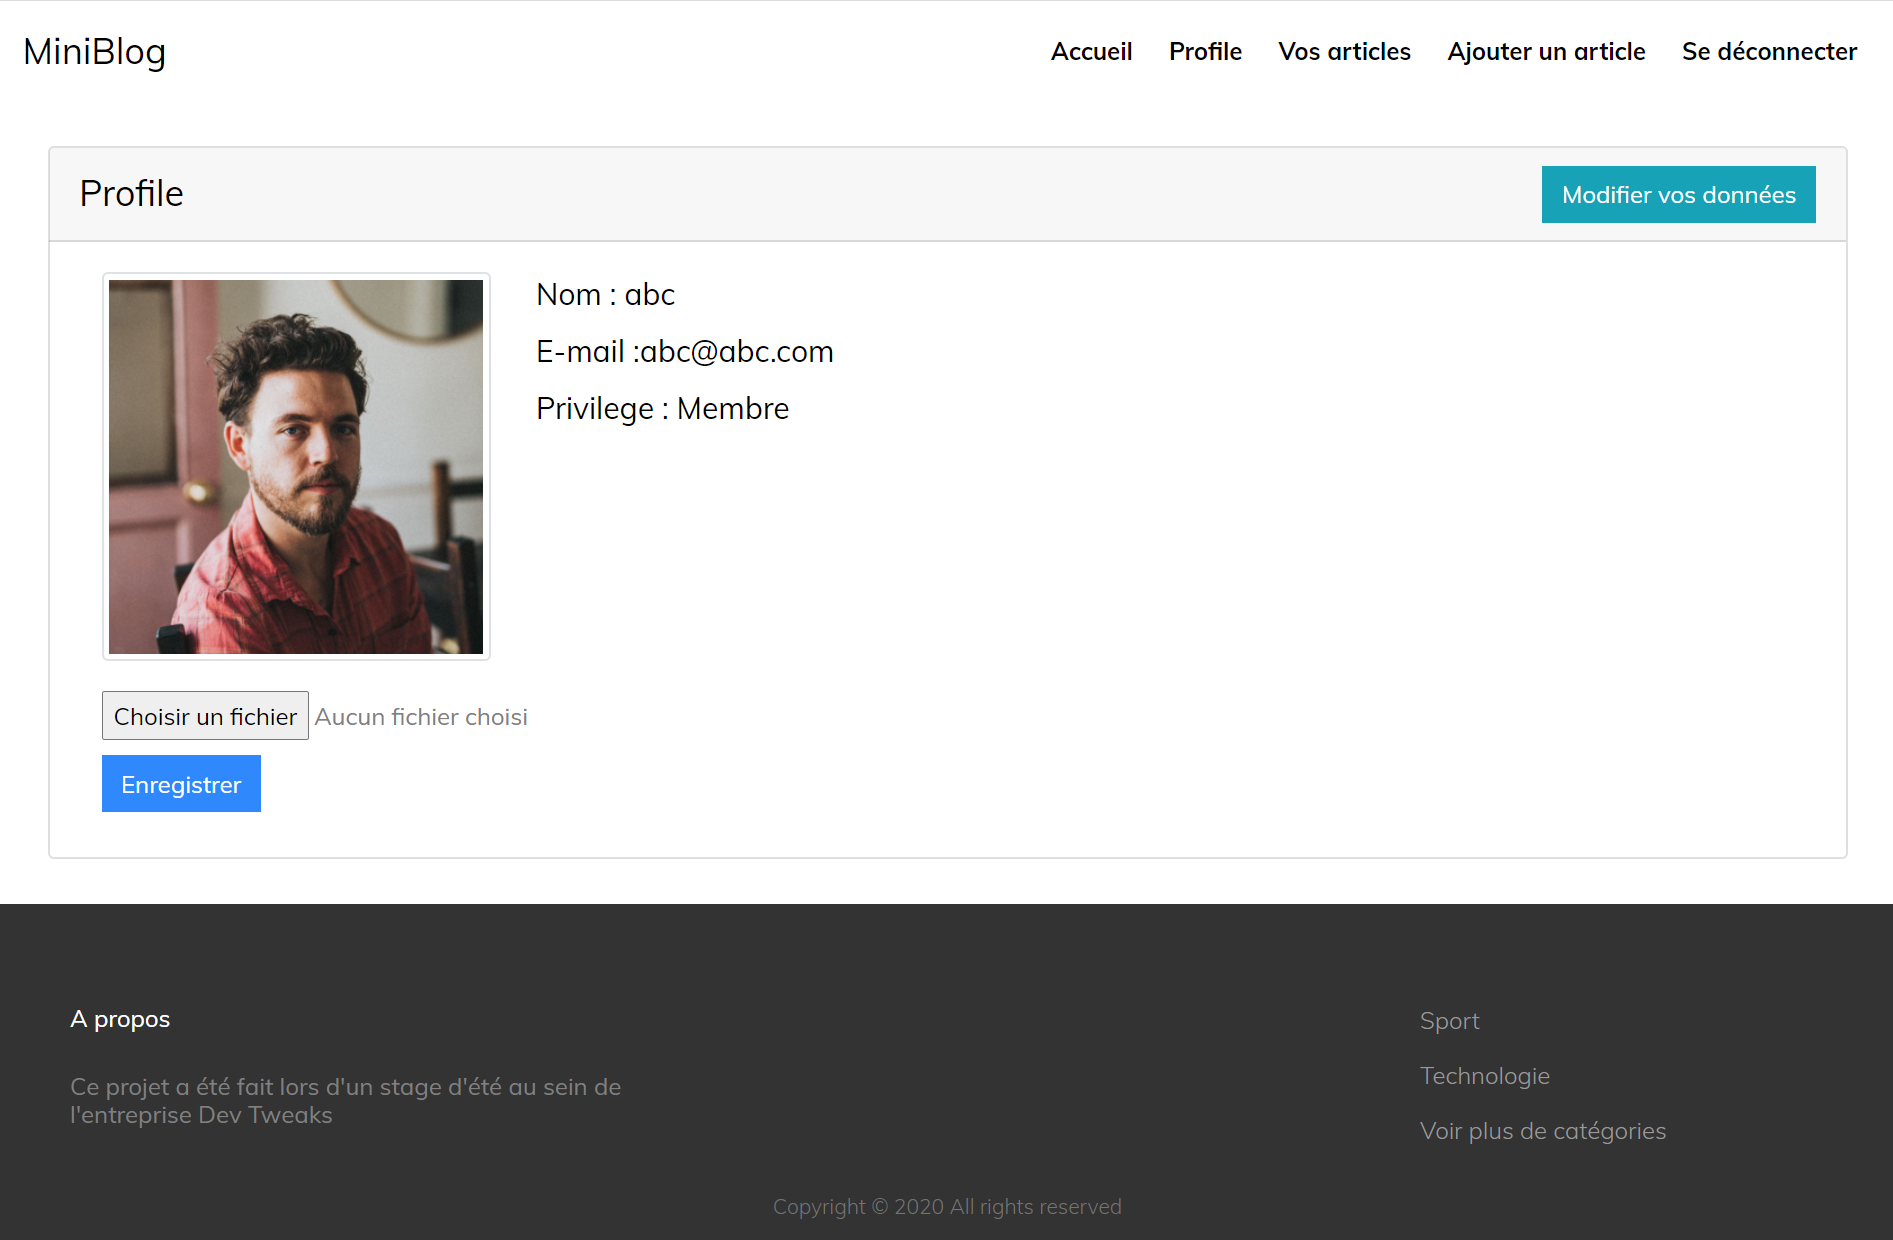 MiniBlog
Accueil Profile Vos articles Ajouter un article Se déconnecter
Profile
Modifier vos données
Nom : abc
E-mail :abc@abc.com
Privilege : Membre
Choisir un fichier Aucun fichier choisi
Enregistrer
A propos
Ce projet a été fait lors d'un stage d'été au sein de
l'entreprise Dev Tweaks
Sport
Technologie
Voir plus de catégories
Copyright © 2020 All rights reserved